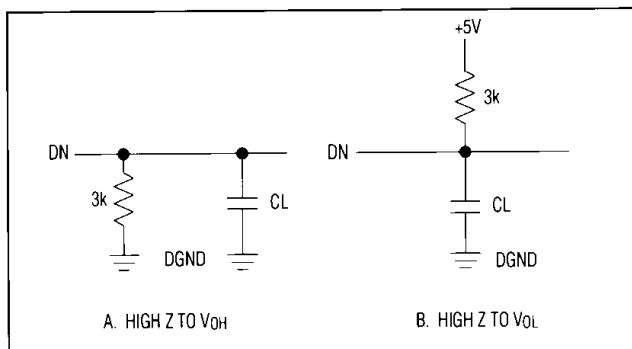 +5V
3k
DN
DN
3k
CL
CL
DGND
DGND
A. HIGH Z TO VOH
B. HIGH Z TO VOL